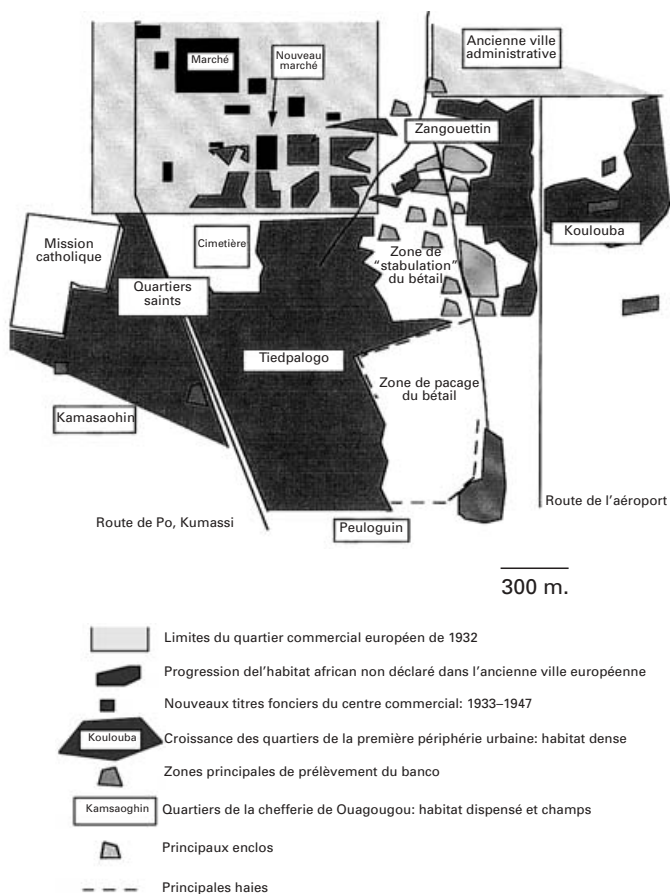 Marché
Nouveau
marché
Ancienne ville
administrative
Zangouettin
Koulouba
Mission
catholique
Cimetière
Quartiers
saints
Zone de
"stabulation"
du bétail
Tiedpalogo
Zone de pacage
du bétail
Kamasaohin
Route de Po, Kumassi
Peuloguin
Route de l'aéroport
300 m.
Limites du quartier commercial européen de 1932
Progression del'habitat african non déclaré dans l'ancienne ville européenne
Nouveaux titres fonciers du centre commercial: 1933–1947
Koulouba
Croissance des quartiers de la première périphérie urbaine: habitat dense
Zones principales de prélèvement du banco
Kamsaoghin
Quartiers de la chefferie de Ouagougou: habitat dispensé et champs
Principaux enclos
Principales haies